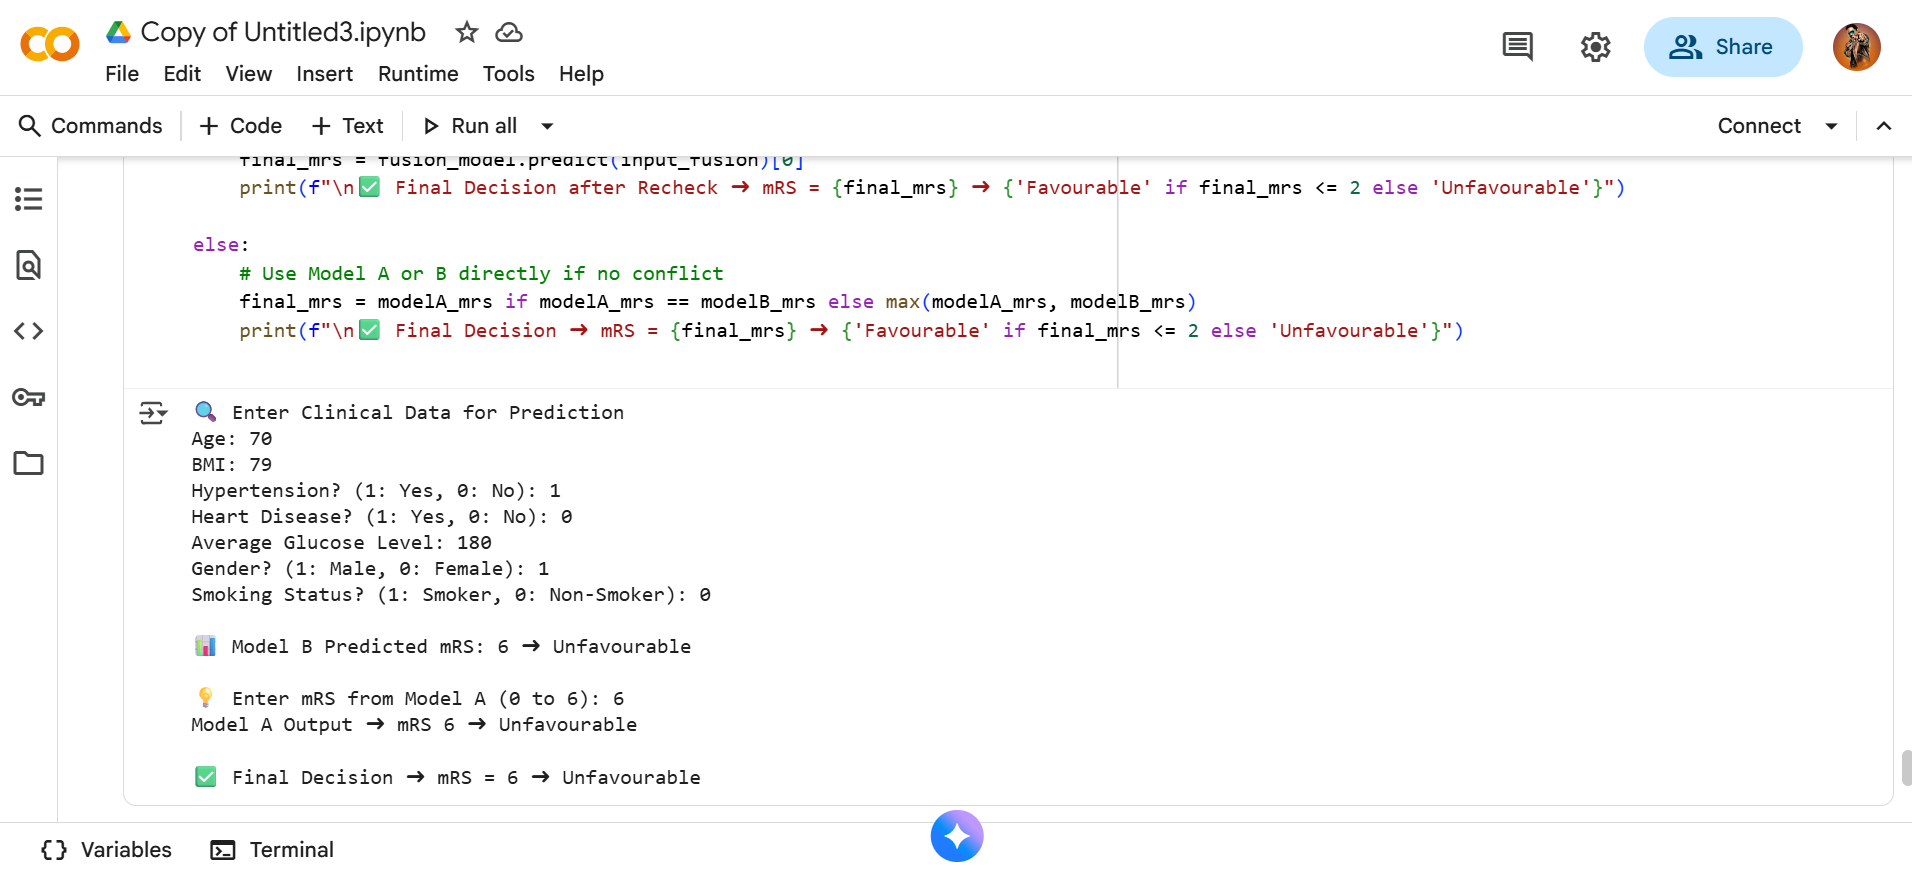 Copy of Untitled3.ipynb
File Edit View Insert Runtime Tools Help
Share
Commands + Code + Text Run all
Connect
final_mrs = fusion_model.predict(input_fusion)[0]
print(f"\n✅ Final Decision after Recheck → mRS = {final_mrs} → {'Favourable' if final_mrs <= 2 else 'Unfavourable'}")
else:
# Use Model A or B directly if no conflict
final_mrs = modelA_mrs if modelA_mrs == modelB_mrs else max(modelA_mrs, modelB_mrs)
print(f"\n✅ Final Decision → mRS = {final_mrs} → {'Favourable' if final_mrs <= 2 else 'Unfavourable'}")
🔍 Enter Clinical Data for Prediction
Age: 70
BMI: 79
Hypertension? (1: Yes, 0: No): 1
Heart Disease? (1: Yes, 0: No): 0
Average Glucose Level: 180
Gender? (1: Male, 0: Female): 1
Smoking Status? (1: Smoker, 0: Non-Smoker): 0
📊 Model B Predicted mRS: 6 → Unfavourable
💡 Enter mRS from Model A (0 to 6): 6
Model A Output → mRS 6 → Unfavourable
✅ Final Decision → mRS = 6 → Unfavourable
Variables Terminal